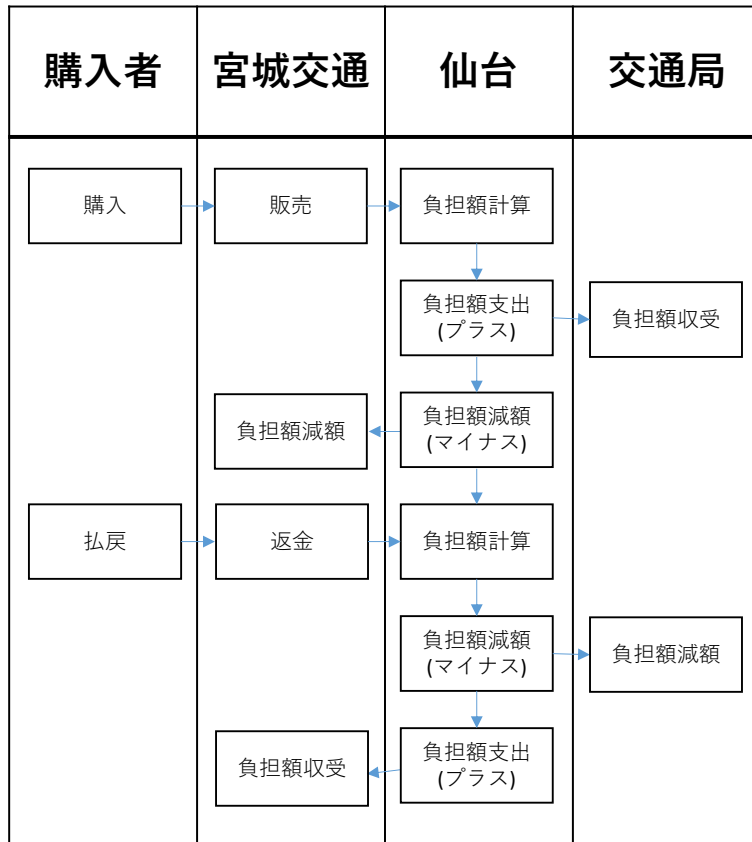 購入者 宮城交通 仙台 交通局
購入 販売 負担額計算
負担額支出
(プラス)
負担額収受
負担額減額
負担額減額
(マイナス)
払戻 返金 負担額計算
負担額減額
(マイナス)
負担額減額
負担額収受
負担額支出
(プラス)